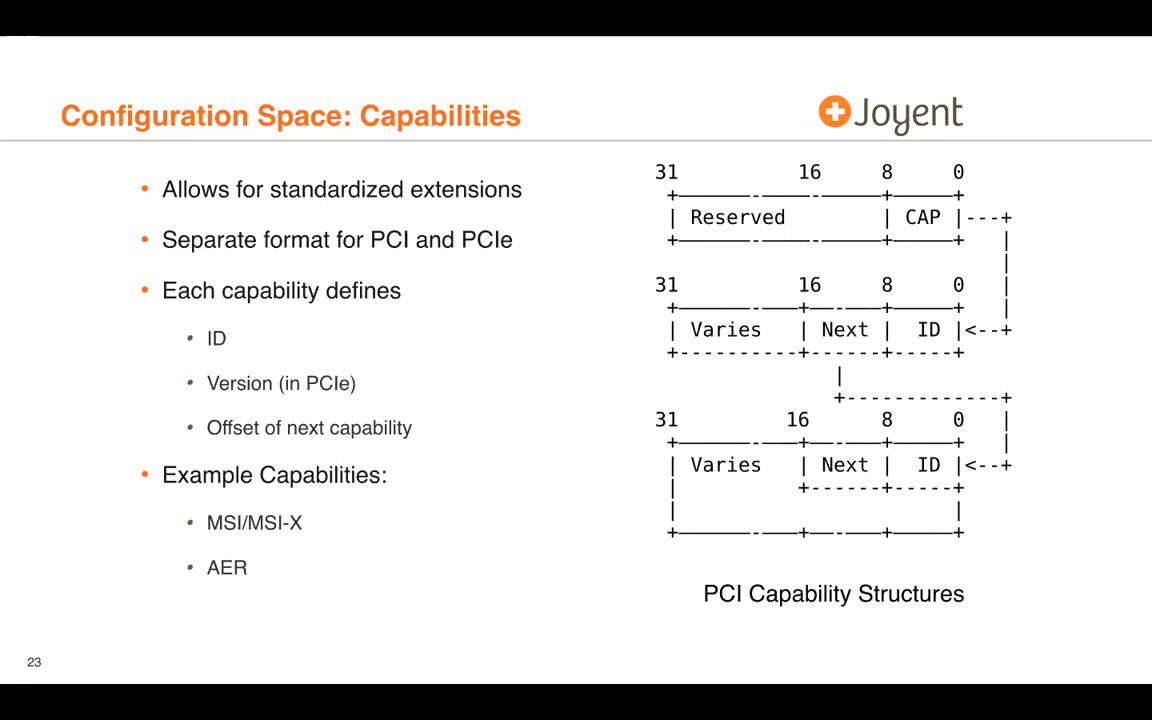 Configuration Space: Capabilities
Joyent
• Allows for standardized extensions
• Separate format for PCI and PCIe
• Each capability defines
• ID
• Version (in PCIe)
• Offset of next capability
• Example Capabilities:
• MSI/MSI-X
• AER
31 16 8 0
Reserved | CAP |---+
31 16 8 0
| Varies | Next | ID |<--+
+----------+------+-----+
|
+-------------+
31 16 8 0 |
| Varies | Next | ID |<--+
+------+-----+
PCI Capability Structures
23